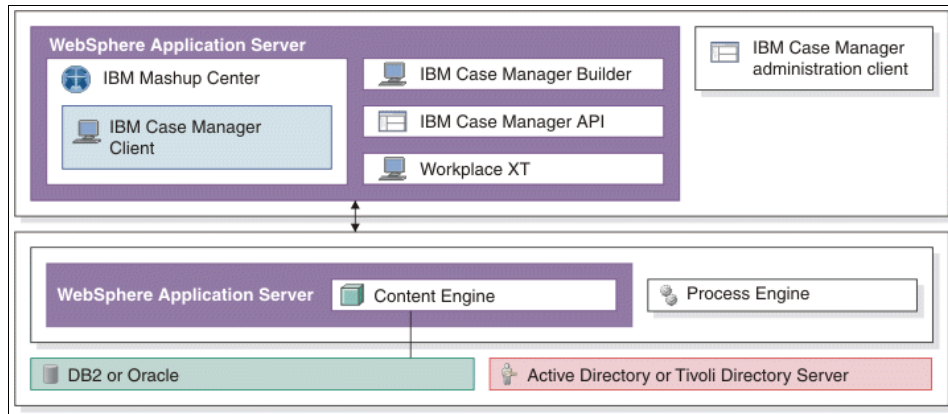 WebSphere Application Server
IBM Mashup Center
IBM Case Manager
Client
IBM Case Manager Builder
IBM Case Manager API
Workplace XT
IBM Case Manager
administration client
WebSphere Application Server
Content Engine
Process Engine
DB2 or Oracle
Active Directory or Tivoli Directory Server